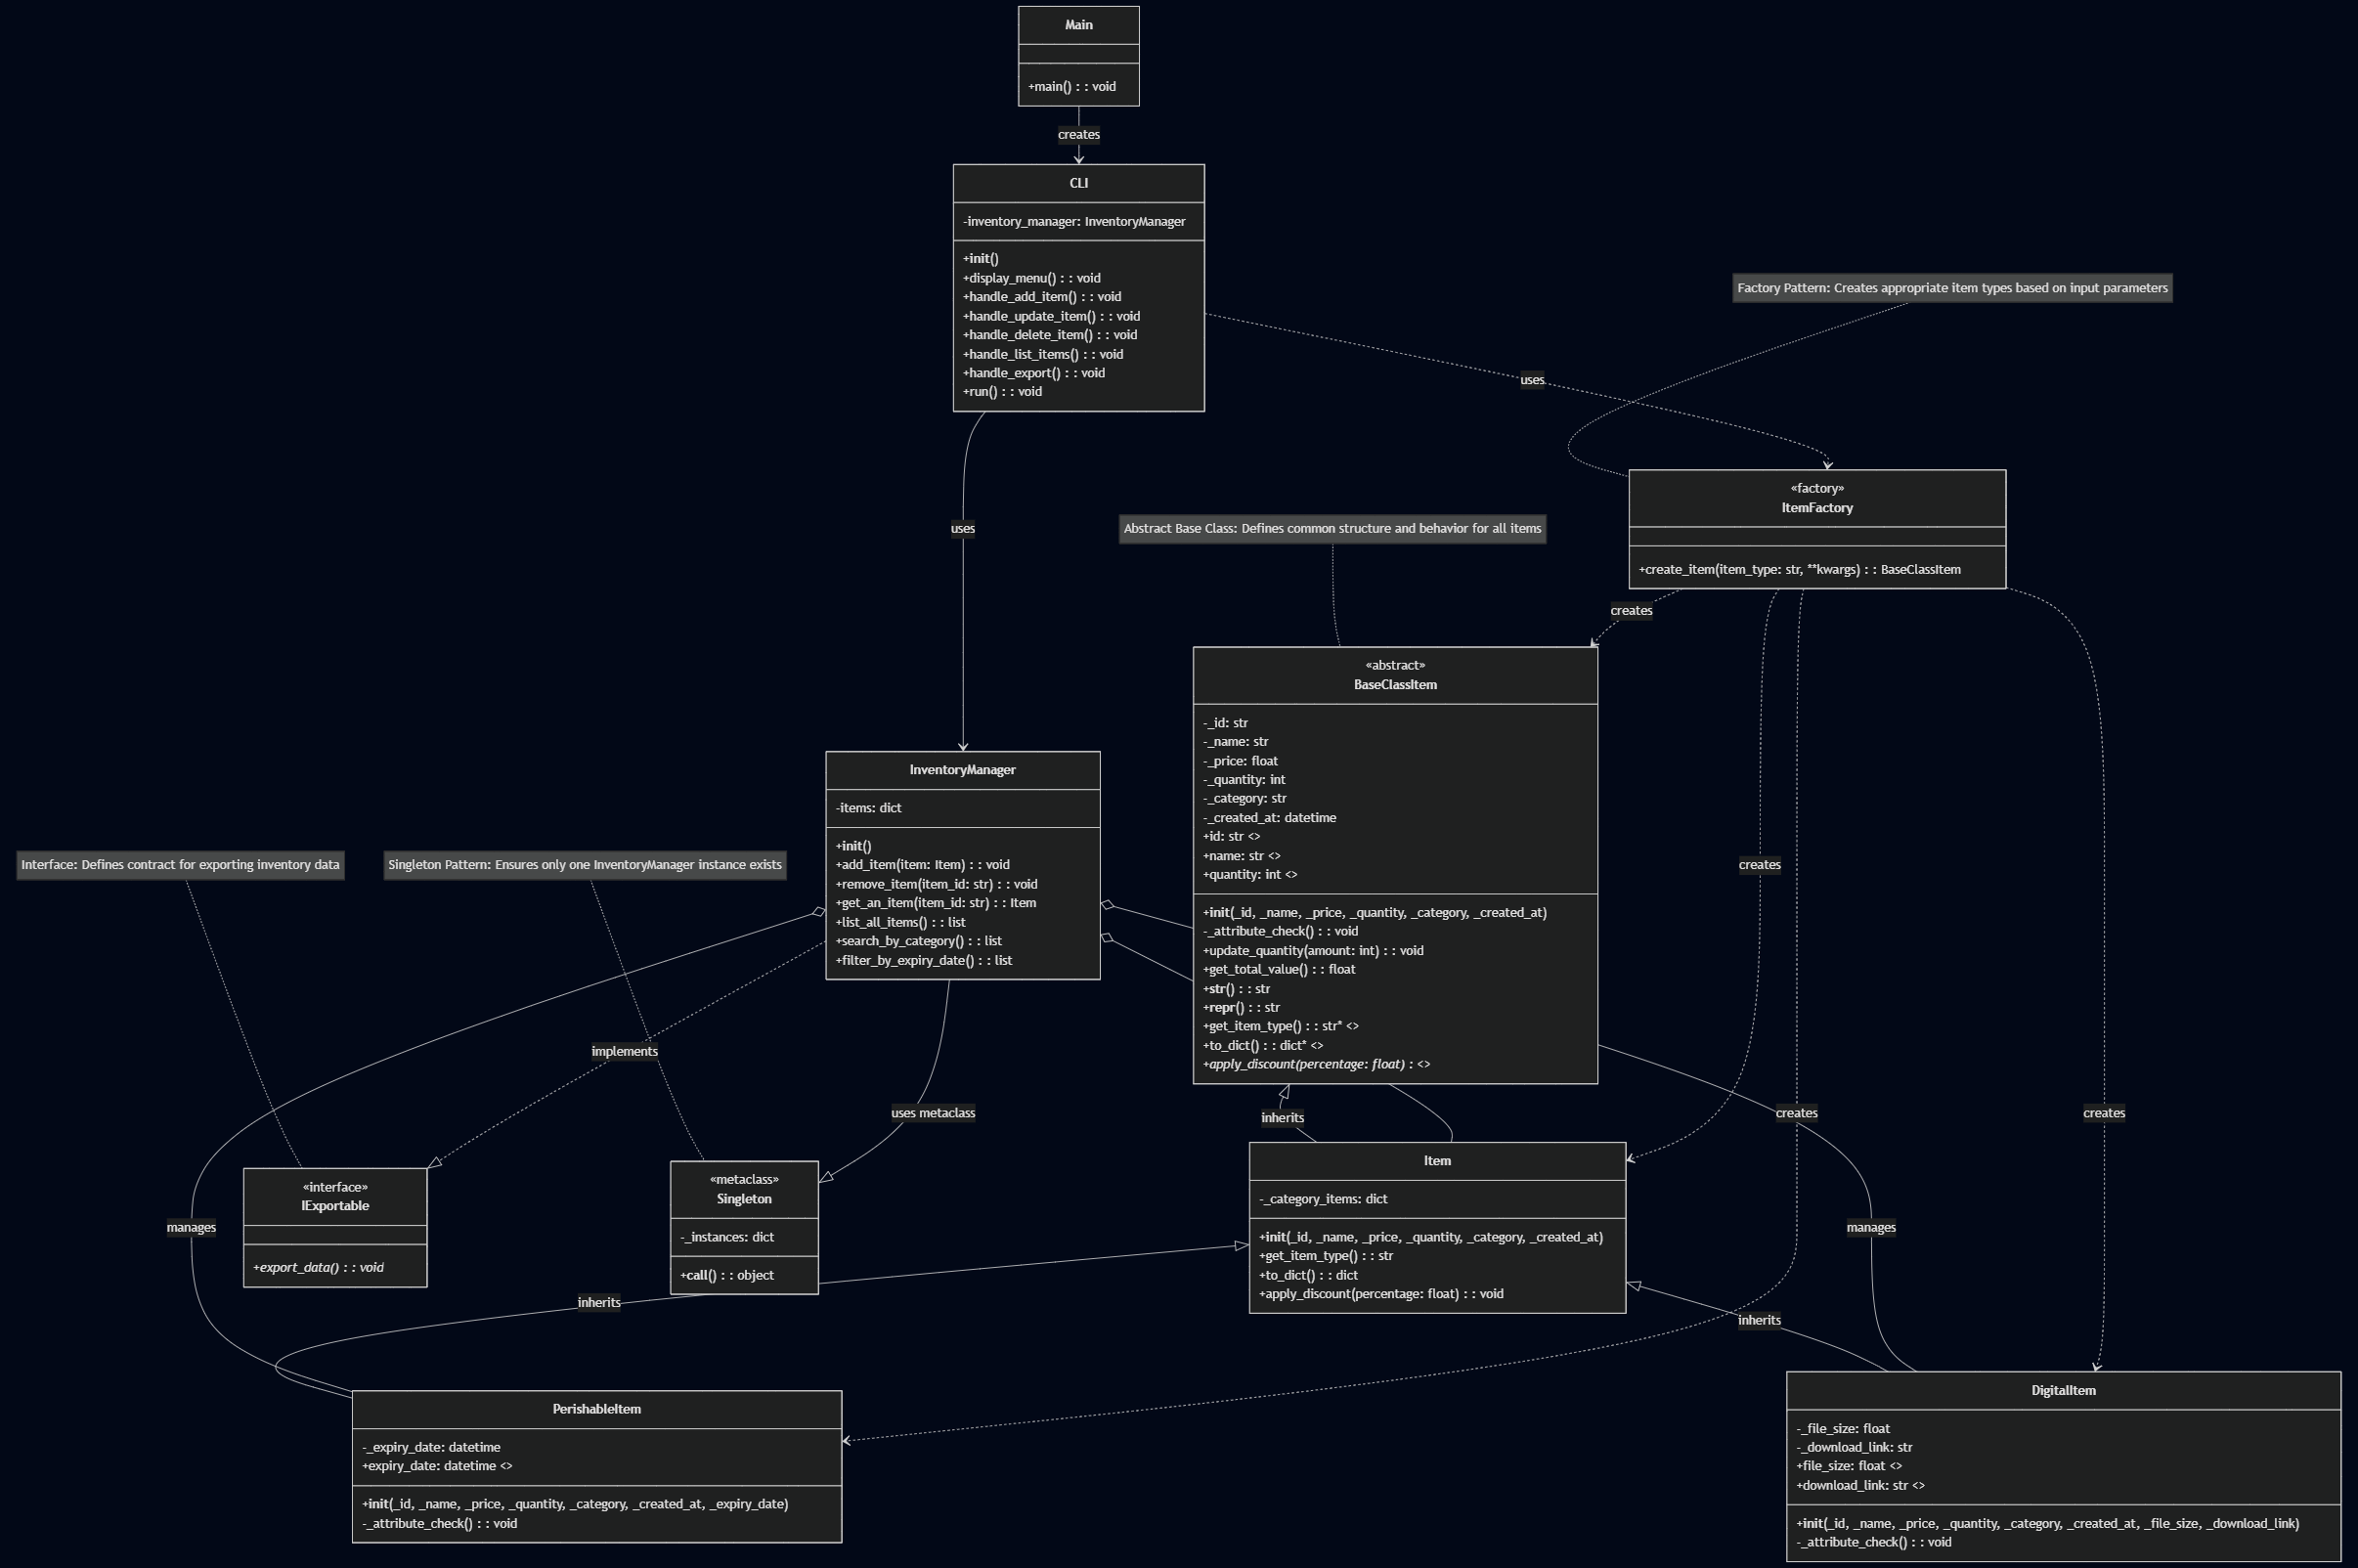 Main
+main() : : void
creates
CLI
-inventory_manager: InventoryManager
+init()
+display_menu() : : void
+handle_add_item() : : void
+handle_update_item() : : void
+handle_delete_item() : : void
+handle_list_items() : : void
+handle_export() : : void
+run() : : void
Factory Pattern: Creates appropriate item types based on input parameters
uses
«factory»
ItemFactory
+create_item(item_type: str, **kwargs) : : BaseClassItem
uses
Abstract Base Class: Defines common structure and behavior for all items
creates
«abstract»
BaseClassItem
-_id: str
-_name: str
-_price: float
-_quantity: int
-_category: str
-_created_at: datetime
+id: str <>
+name: str <>
+quantity: int <>
+init(_id, _name, _price, _quantity, _category, _created_at)
-_attribute_check() : : void
+update_quantity(amount: int) : : void
+get_total_value() : : float
+str() : : str
+repr() : : str
+get_item_type() : : str* <>
+to_dict() : : dict* <>
+apply_discount(percentage: float) : <>
InventoryManager
-items: dict
+init()
+add_item(item: Item) : : void
+remove_item(item_id: str) : : void
+get_an_item(item_id: str) : : Item
+list_all_items() : : list
+search_by_category() : : list
+filter_by_expiry_date() : : list
Interface: Defines contract for exporting inventory data
Singleton Pattern: Ensures only one InventoryManager instance exists
creates
implements
uses metaclass
inherits
creates
creates
«interface»
IExportable
+export_data() : : void
«metaclass»
Singleton
-_instances: dict
+call() : : object
Item
-_category_items: dict
+init(_id, _name, _price, _quantity, _category, _created_at)
+get_item_type() : : str
+to_dict() : : dict
+apply_discount(percentage: float) : : void
manages
manages
inherits
inherits
PerishableItem
-_expiry_date: datetime
+expiry_date: datetime <>
+init(_id, _name, _price, _quantity, _category, _created_at, _expiry_date)
-_attribute_check() : : void
DigitalItem
-_file_size: float
-_download_link: str
+file_size: float <>
+download_link: str <>
+init(_id, _name, _price, _quantity, _category, _created_at, _file_size, _download_link)
-_attribute_check() : : void